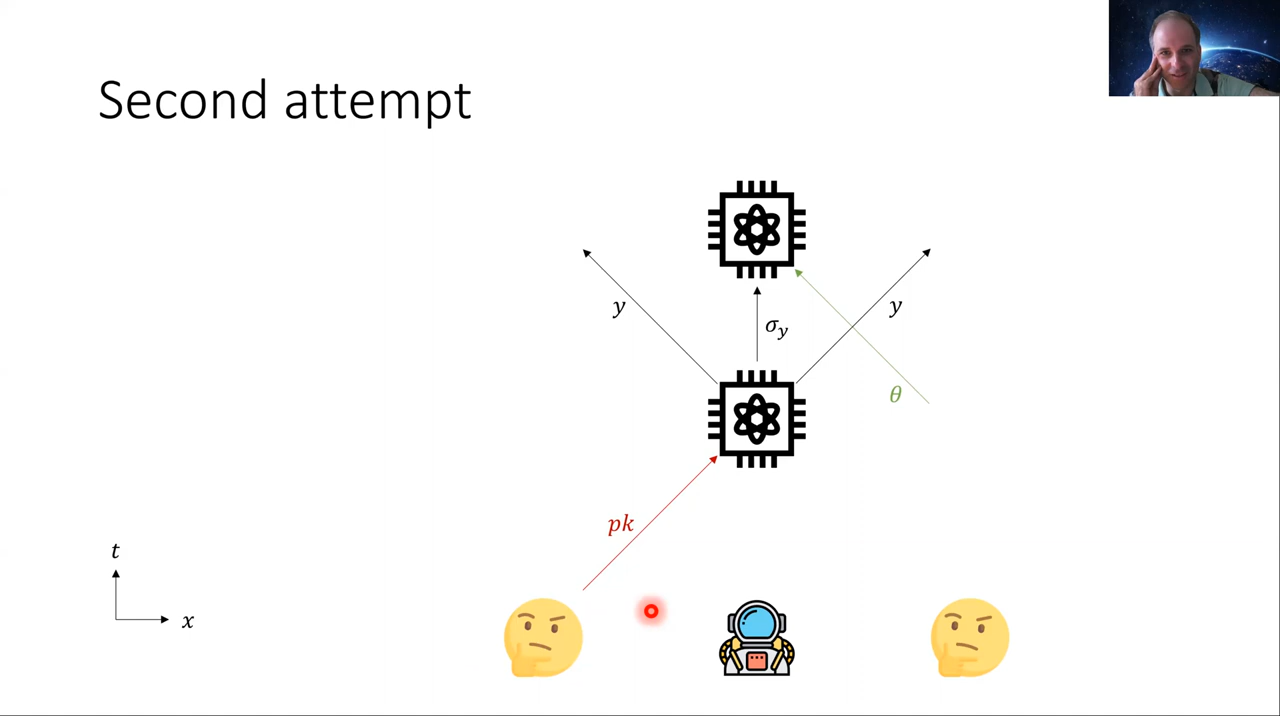 Second attempt
y
y
σ_y
θ
pk
t
x